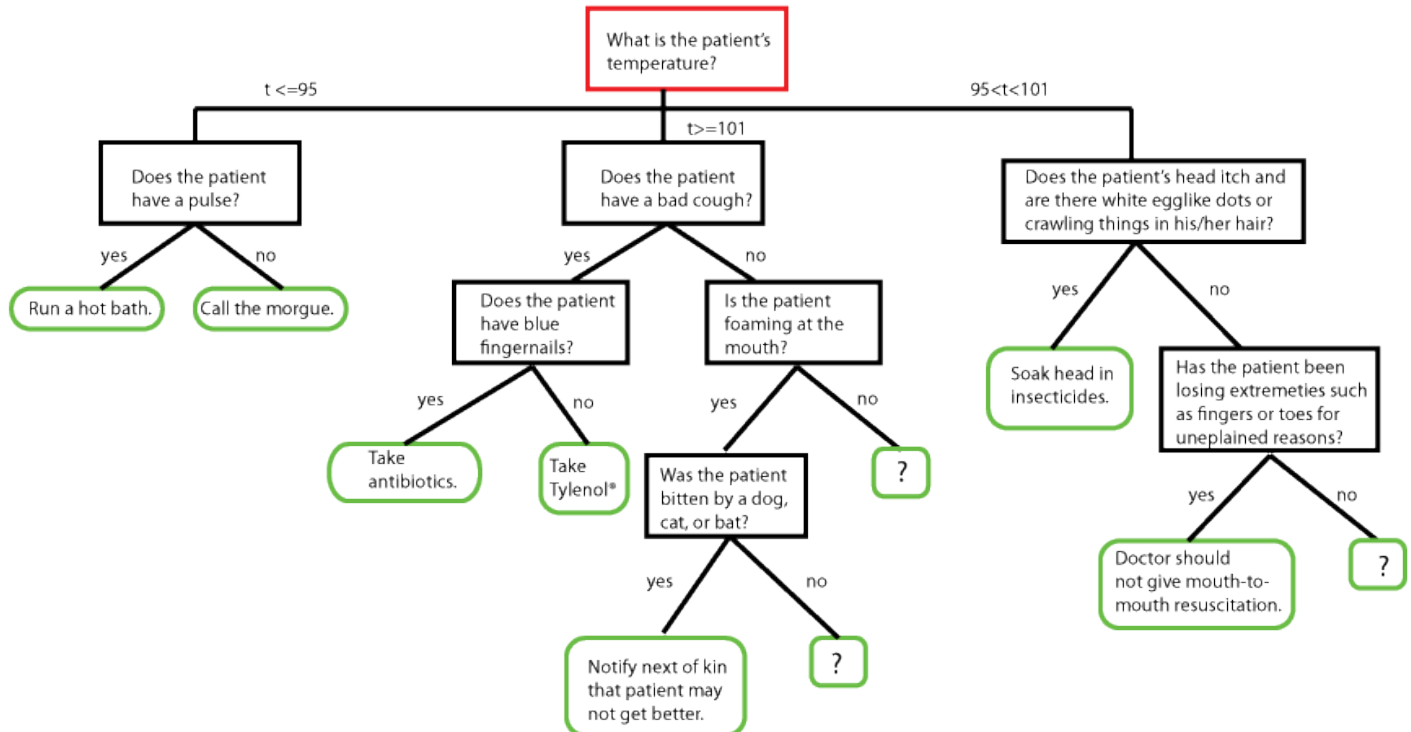 What is the patient's
temperature?
t <=95
95<t<101
t>=101
Does the patient
have a pulse?
Does the patient
have a bad cough?
Does the patient's head itch and
are there white egglike dots or
crawling things in his/her hair?
yes
no
yes
no
yes
no
Run a hot bath.
Call the morgue.
Does the patient
have blue
fingernails?
Is the patient
foaming at the
mouth?
Soak head in
insecticides.
Has the patient been
losing extremeties such
as fingers or toes for
uneplained reasons?
yes
no
yes
no
yes
no
Take
antibiotics.
Take
Tylenol®
Was the patient
bitten by a dog,
cat, or bat?
?
Doctor should
not give mouth-to-
mouth resuscitation.
?
yes
no
Notify next of kin
that patient may
not get better.
?